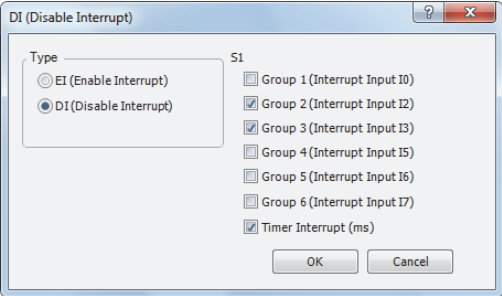 DI (Disable Interrupt)
Type
EI (Enable Interrupt)
DI (Disable Interrupt)
S1
Group 1 (Interrupt Input I0)
Group 2 (Interrupt Input I2)
Group 3 (Interrupt Input I3)
Group 4 (Interrupt Input I5)
Group 5 (Interrupt Input I6)
Group 6 (Interrupt Input I7)
Timer Interrupt (ms)
OK Cancel